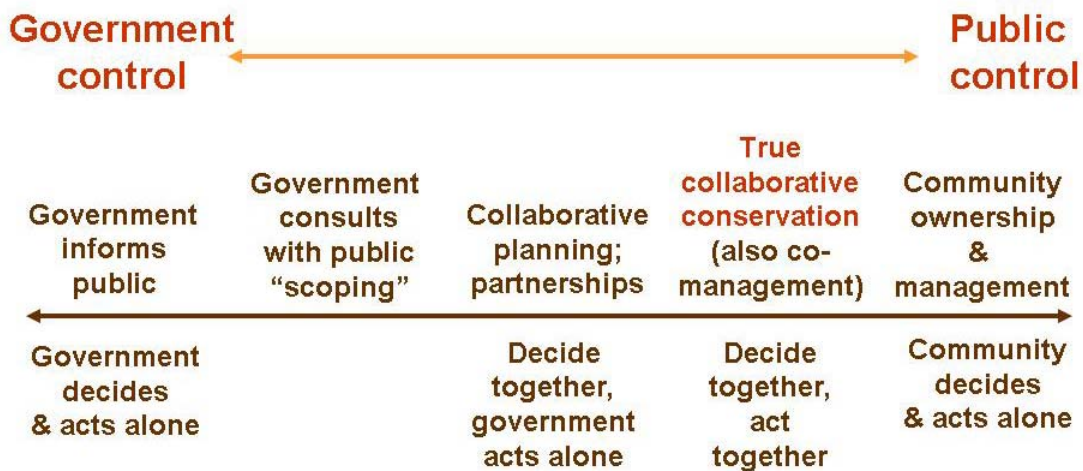 Government
control
Public
control
Government
informs
public
Government
consults
with public
“scoping”
Collaborative
planning;
partnerships
True
collaborative
conservation
(also co-
management)
Community
ownership
&
management
Government
decides
& acts alone
Decide
together,
government
acts alone
Decide
together,
act
together
Community
decides
& acts alone